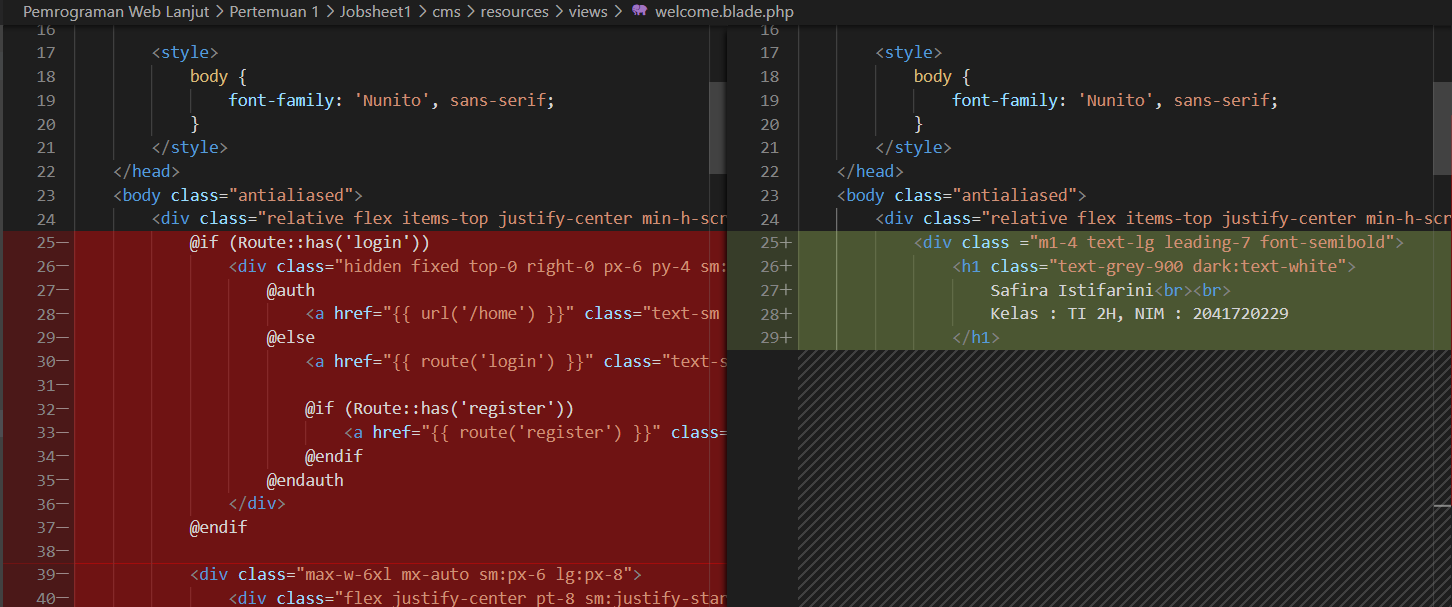 Pemrograman Web Lanjut > Pertemuan 1 > Jobsheet1 > cms > resources > views > welcome.blade.php
16
17 <style>
18 body {
19 font-family: 'Nunito', sans-serif;
20 }
21 </style>
22 </head>
23 <body class="antialiased">
24 <div class="relative flex items-top justify-center min-h-scr
25− @if (Route::has('login'))
26− <div class="hidden fixed top-0 right-0 px-6 py-4 sm:
27− @auth
28− <a href="{{ url('/home') }}" class="text-sm
29− @else
30− <a href="{{ route('login') }}" class="text-s
31−
32− @if (Route::has('register'))
33− <a href="{{ route('register') }}" class=
34− @endif
35− @endauth
36− </div>
37− @endif
38−
39− <div class="max-w-6xl mx-auto sm:px-6 lg:px-8">
40− <div class="flex justify-center pt-8 sm:justify-star
16
17 <style>
18 body {
19 font-family: 'Nunito', sans-serif;
20 }
21 </style>
22 </head>
23 <body class="antialiased">
24 <div class="relative flex items-top justify-center min-h-scr
25+ <div class ="m1-4 text-lg leading-7 font-semibold">
26+ <h1 class="text-grey-900 dark:text-white">
27+ Safira Istifarini<br><br>
28+ Kelas : TI 2H, NIM : 2041720229
29+ </h1>